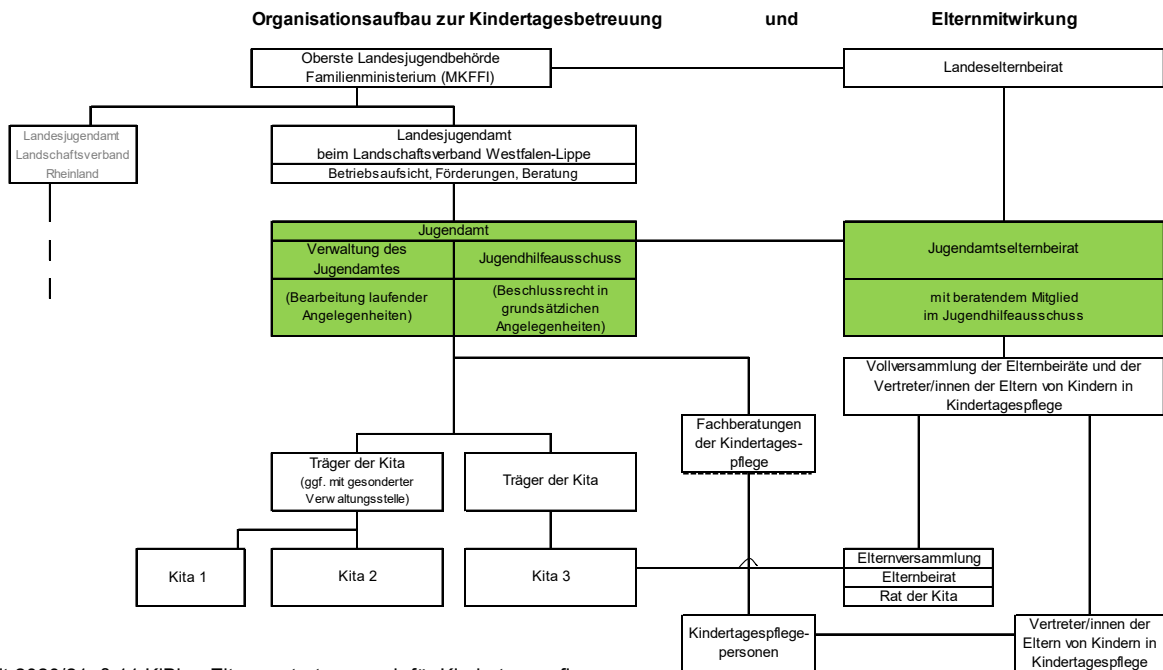 Organisationsaufbau zur Kindertagesbetreuung und Elternmitwirkung
Oberste Landesjugendbehörde
Familienministerium (MKFFI)
Landeselternbeirat
Landesjugendamt
Landschaftsverband
Rheinland
Landesjugendamt
beim Landschaftsverband Westfalen-Lippe
Betriebsaufsicht, Förderungen, Beratung
Jugendamt
Verwaltung des
Jugendamtes
Jugendhilfeausschuss
(Bearbeitung laufender
Angelegenheiten)
(Beschlussrecht in
grundsätzlichen
Angelegenheiten)
Jugendamtselternbeirat
mit beratendem Mitglied
im Jugendhilfeausschuss
Vollversammlung der Elternbeiräte und der
Vertreter/innen der Eltern von Kindern in
Kindertagespflege
Fachberatungen
der Kindertages-
pflege
Träger der Kita
(ggf. mit gesonderter
Verwaltungsstelle)
Träger der Kita
Kita 1
Kita 2
Kita 3
Elternversammlung
Elternbeirat
Rat der Kita
Kindertagespflege-
personen
Vertreter/innen der
Eltern von Kindern in
Kindertagespflege